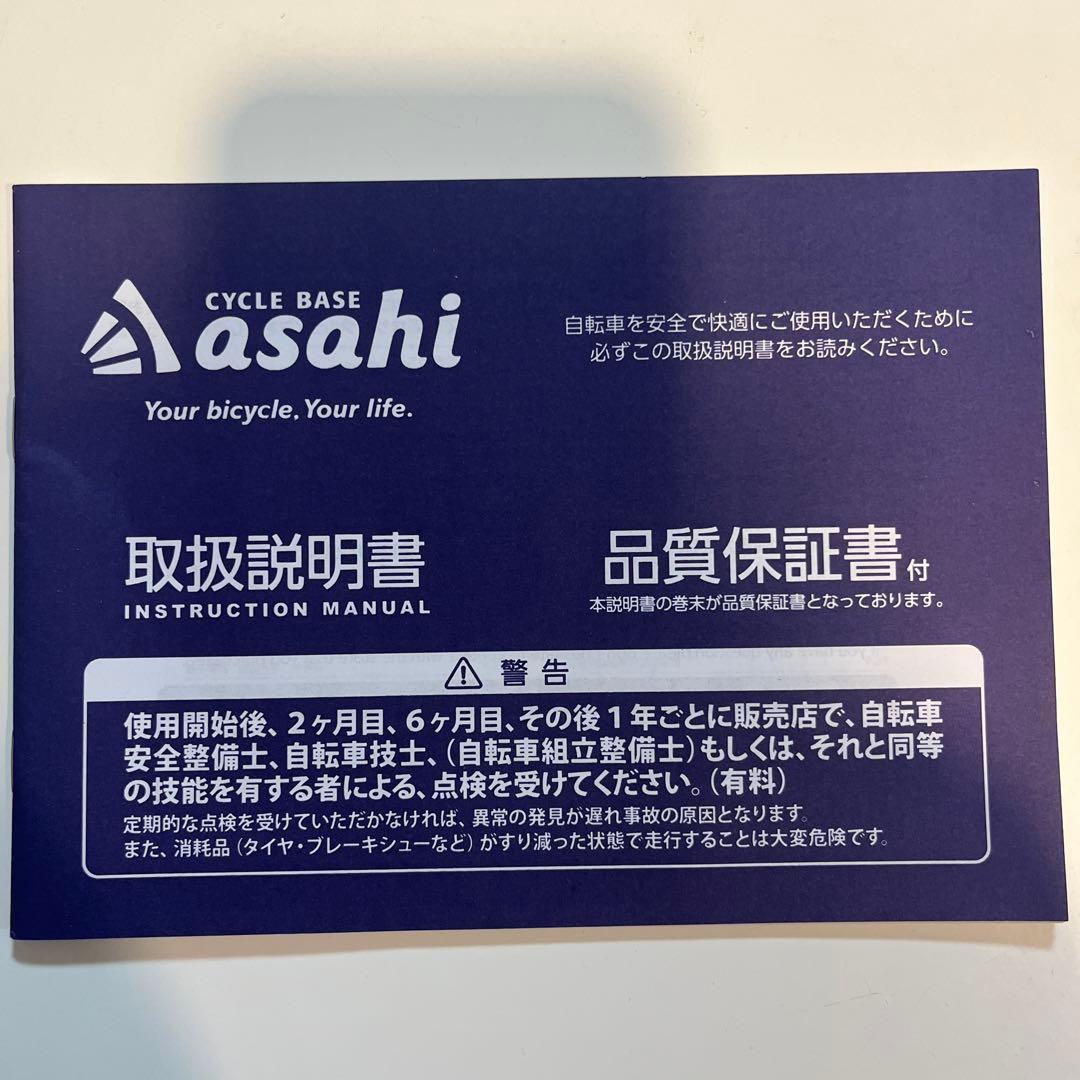 CYCLE BASE
asahi
Your bicycle. Your life.
自転車を安全で快適にご使用いただくために
必ずこの取扱説明書をお読みください。
取扱説明書
INSTRUCTION MANUAL
品質保証書付
本説明書の巻末が品質保証書となっております。
警告
使用開始後、2ヶ月目、6ヶ月目、その後1年ごとに販売店で、自転車
安全整備士、自転車技士、(自転車組立整備士)もしくは、それと同等
の技能を有する者による、点検を受けてください。(有料)
定期的な点検を受けていただかなければ、異常の発見が遅れ事故の原因となります。
また、消耗品(タイヤ・ブレーキシューなど)がすり減った状態で走行することは大変危険です。